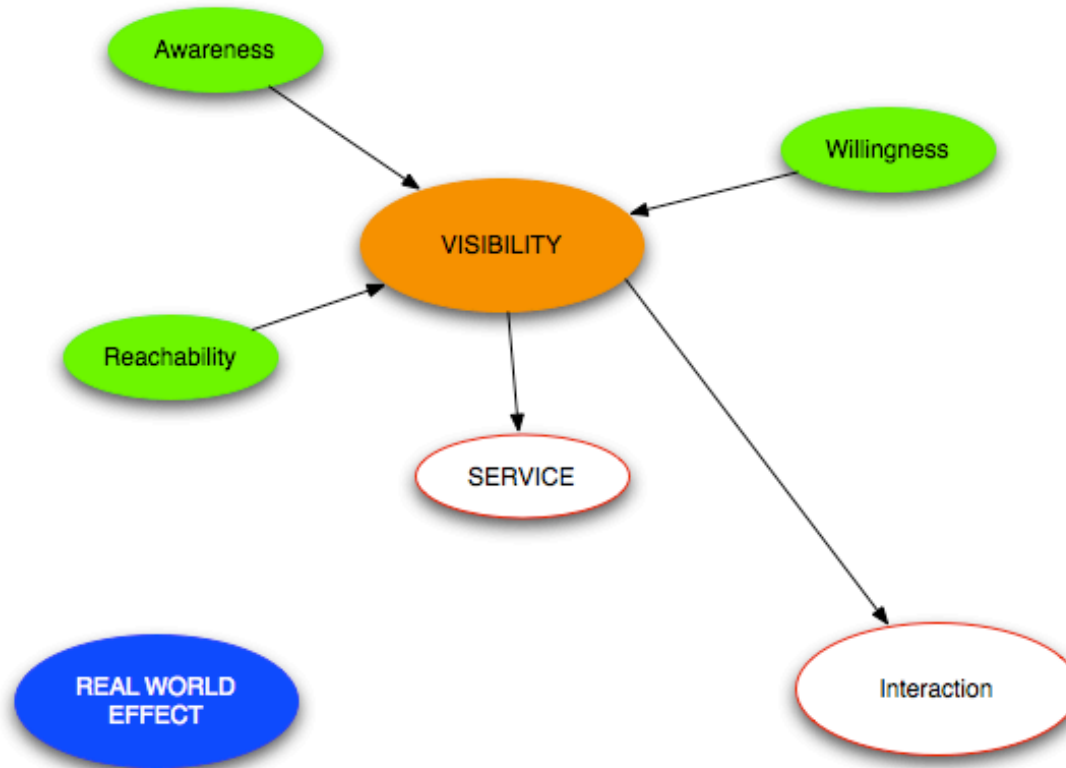 Awareness
Willingness
VISIBILITY
Reachability
SERVICE
REAL WORLD
EFFECT
Interaction